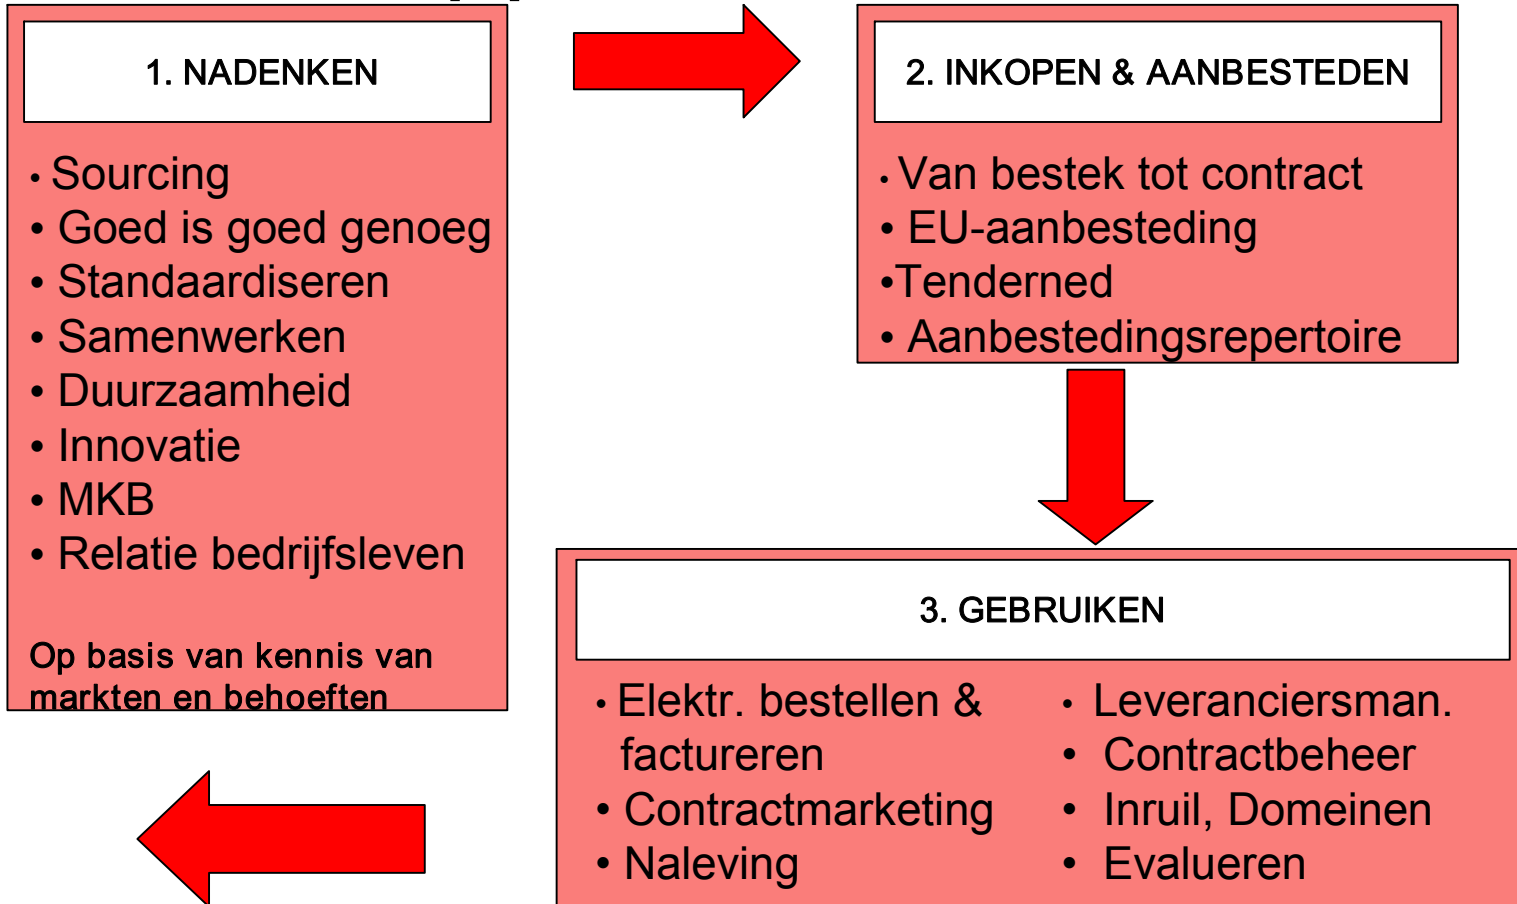 1. NADENKEN
• Sourcing
• Goed is goed genoeg
• Standaardiseren
• Samenwerken
• Duurzaamheid
• Innovatie
• MKB
• Relatie bedrijfsleven
Op basis van kennis van
markten en behoeften
2. INKOPEN & AANBESTEDEN
• Van bestek tot contract
• EU-aanbesteding
•Tenderned
• Aanbestedingsrepertoire
3. GEBRUIKEN
• Elektr. bestellen &
factureren
• Contractmarketing
• Naleving
• Leveranciersman.
• Contractbeheer
• Inruil, Domeinen
• Evalueren